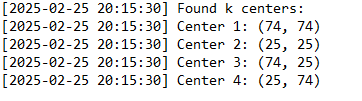 [2025-02-25 20:15:30] Found k centers:
[2025-02-25 20:15:30] Center 1: (74, 74)
[2025-02-25 20:15:30] Center 2: (25, 25)
[2025-02-25 20:15:30] Center 3: (74, 25)
[2025-02-25 20:15:30] Center 4: (25, 74)